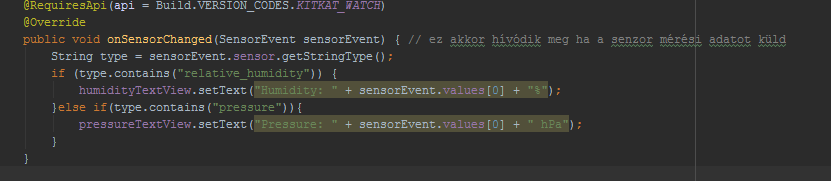 @RequiresApi(api = Build.VERSION_CODES.KITKAT_WATCH)
@Override
public void onSensorChanged(SensorEvent sensorEvent) { // ez akkor hívódik meg ha a senzor mérési adatot küld
String type = sensorEvent.sensor.getStringType();
if (type.contains("relative_humidity")) {
humidityTextView.setText("Humidity: " + sensorEvent.values[0] + "%");
}else if(type.contains("pressure")){
pressureTextView.setText("Pressure: " + sensorEvent.values[0] + " hPa");
}
}